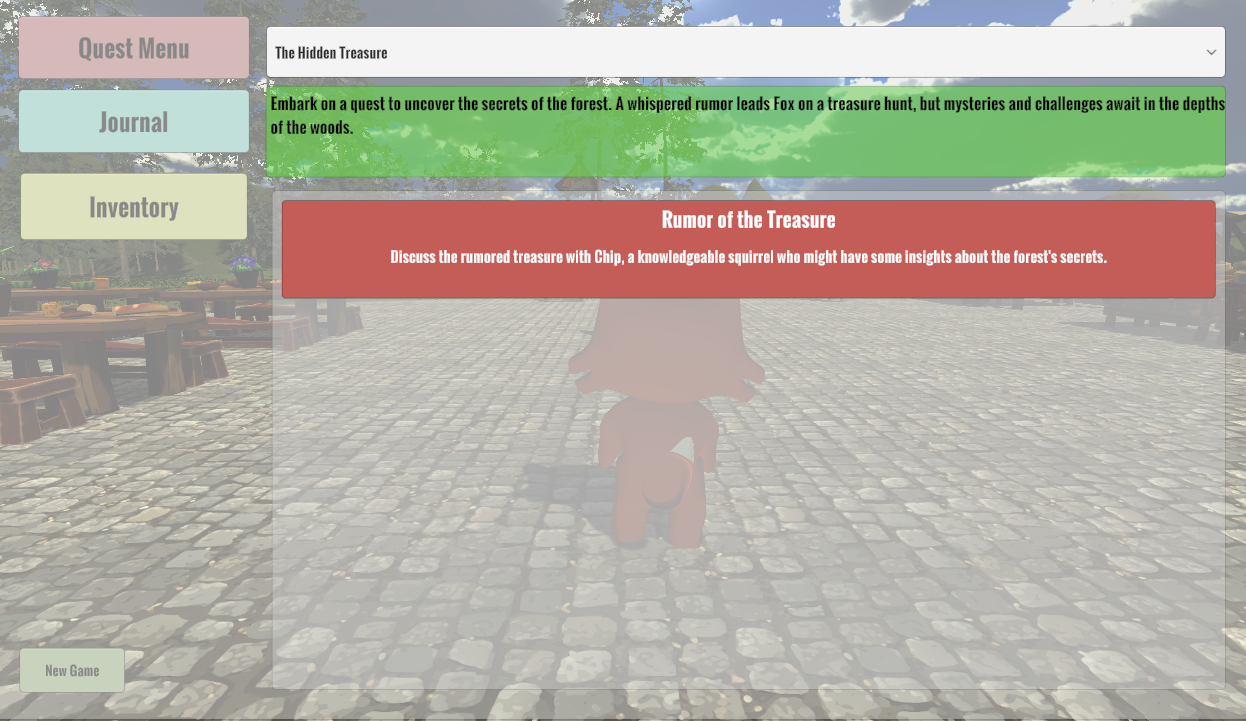 Quest Menu
Journal
Inventory
New Game
The Hidden Treasure
Embark on a quest to uncover the secrets of the forest. A whispered rumor leads Fox on a treasure hunt, but mysteries and challenges await in the depths
of the woods.
Rumor of the Treasure
Discuss the rumored treasure with Chip, a knowledgeable squirrel who might have some insights about the forest's secrets.